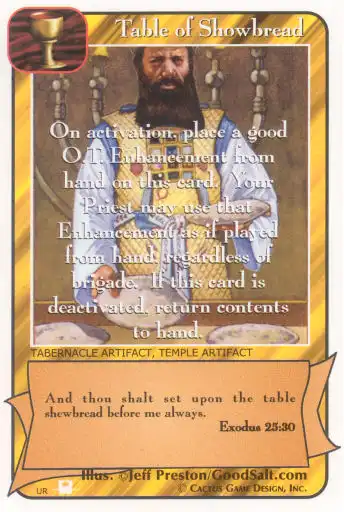 Table of Showbread
On activation, place a good
O.T. Enhancement from
hand on this card. Your
Priest may use that
Enhancement as if played
from hand, regardless of
brigade. If this card is
deactivated, return contents
to hand.
TABERNACLE ARTIFACT, TEMPLE ARTIFACT
And thou shalt set upon the table
shewbread before me always.
Exodus 25:30
Illus. ©Jeff Preston/GoodSalt.com
UR © CACTUS GAME DESIGN, INC.